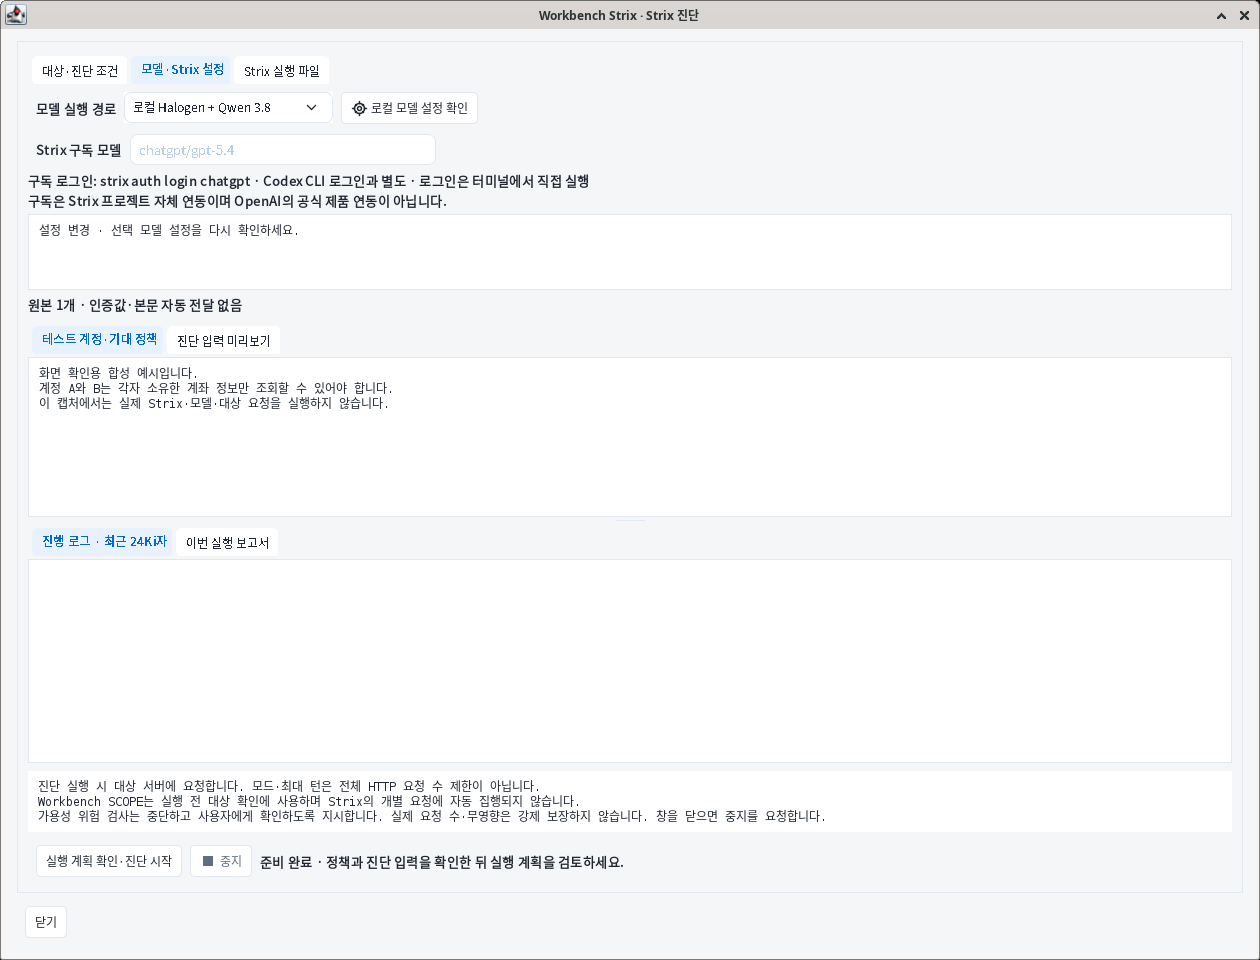 Workbench Strix · Strix 진단
대상·진단 조건
모델·Strix 설정
Strix 실행 파일
모델 실행 경로
로컬 Halogen + Qwen 3.8
로컬 모델 설정 확인
Strix 구독 모델
chatgpt/gpt-5.4
구독 로그인: strix auth login chatgpt · Codex CLI 로그인과 별도 · 로그인은 터미널에서 직접 실행
구독은 Strix 프로젝트 자체 연동이며 OpenAI의 공식 제품 연동이 아닙니다.
설정 변경 · 선택 모델 설정을 다시 확인하세요.
원본 1개 · 인증값·본문 자동 전달 없음
테스트 계정·기대 정책
진단 입력 미리보기
화면 확인용 합성 예시입니다.
계정 A와 B는 각자 소유한 계좌 정보만 조회할 수 있어야 합니다.
이 캡처에서는 실제 Strix·모델·대상 요청을 실행하지 않습니다.
진행 로그 · 최근 24Ki자
이번 실행 보고서
진단 실행 시 대상 서버에 요청합니다. 모드·최대 턴은 전체 HTTP 요청 수 제한이 아닙니다.
Workbench SCOPE는 실행 전 대상 확인에 사용하며 Strix의 개별 요청에 자동 집행되지 않습니다.
가용성 위험 검사는 중단하고 사용자에게 확인하도록 지시합니다. 실제 요청 수·무영향은 강제 보장하지 않습니다. 창을 닫으면 중지를 요청합니다.
실행 계획 확인·진단 시작
중지
준비 완료 · 정책과 진단 입력을 확인한 뒤 실행 계획을 검토하세요.
닫기